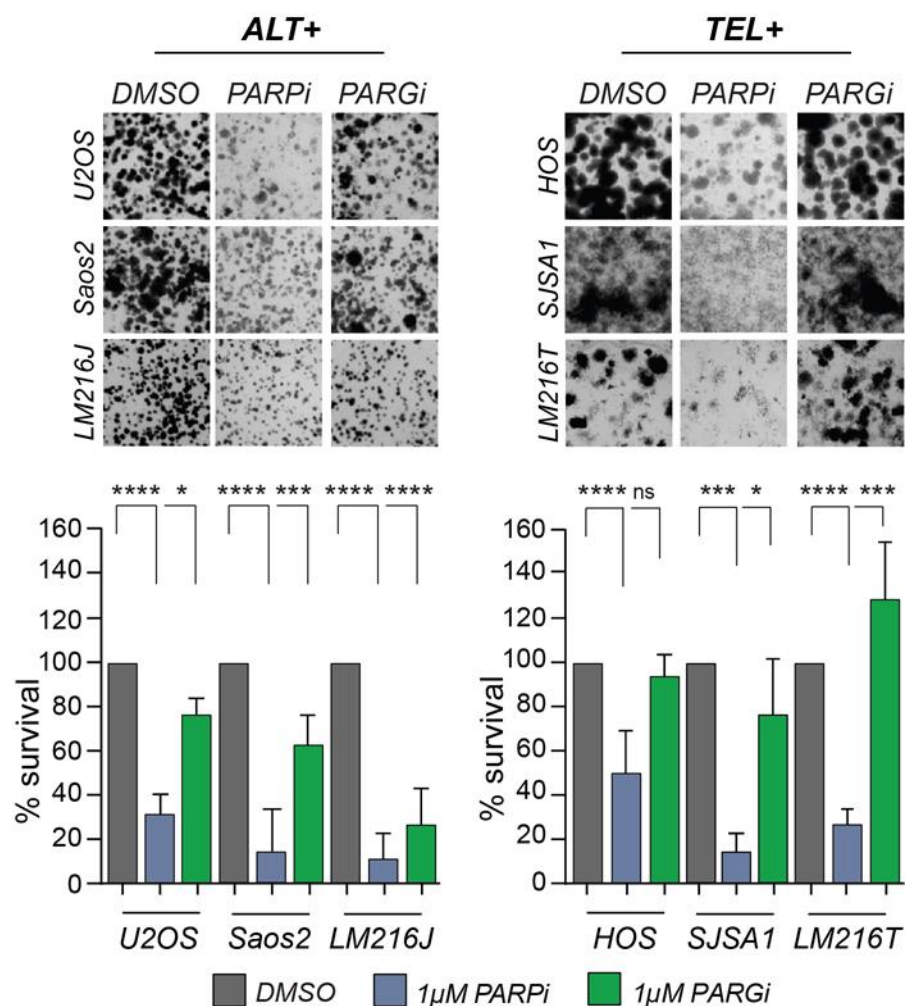 ALT+
TEL+
DMSO PARPi PARGi
DMSO PARPi PARGi
U2OS
Saos2
LM216J
HOS
SJSA1
LM216T
**** * **** *** **** ****
**** ns *** * **** ***
% survival
160
140
120
100
80
60
40
20
0
U2OS Saos2 LM216J
% survival
160
140
120
100
80
60
40
20
0
HOS SJSA1 LM216T
DMSO 1μM PARPi 1μM PARGi